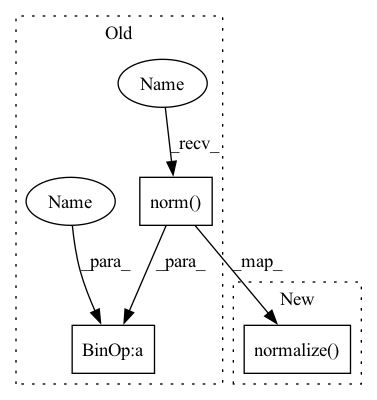 Old
Name
_recv_
Name
norm()
_para_
_para_
_map_
New
BinOp:a
normalize()